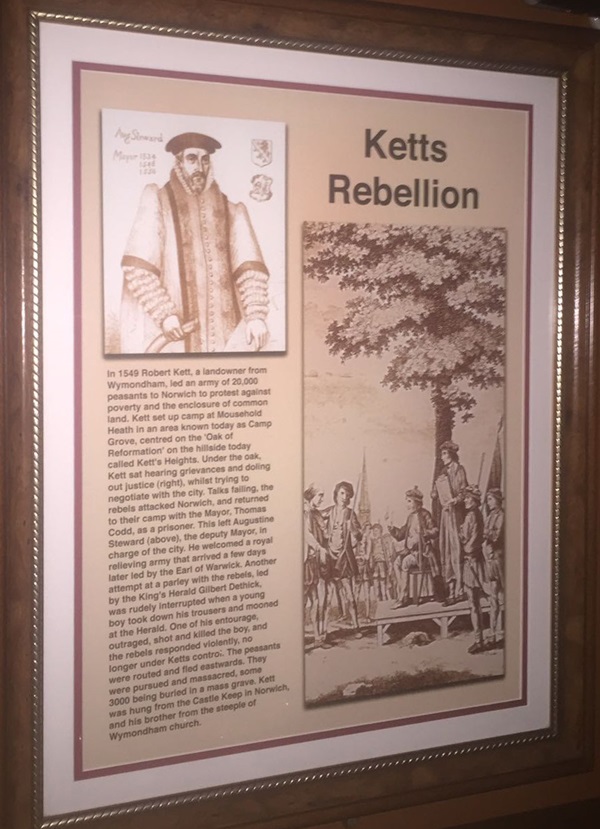 Aug Steward
Mayor 1534
1546
1556
Ketts
Rebellion
In 1549 Robert Kett, a landowner from
Wymondham, led an army of 20,000
peasants to Norwich to protest against
poverty and the enclosure of common
land. Kett set up camp at Mousehold
Heath in an area known today as Camp
Grove, centred on the 'Oak of
Reformation' on the hillside today
called Kett's Heights. Under the oak,
Kett sat hearing grievances and doling
out justice (right), whilst trying to
negotiate with the city. Talks failing, the
rebels attacked Norwich, and returned
to their camp with the Mayor, Thomas
Codd, as a prisoner. This left Augustine
Steward (above), the deputy Mayor, in
charge of the city. He welcomed a royal
relieving army that arrived a few days
later led by the Earl of Warwick. Another
attempt at a parley with the rebels, led
by the King's Herald Gilbert Dethick,
was rudely interrupted when a young
boy took down his trousers and mooned
at the Herald. One of his entourage,
outraged, shot and killed the boy, and
the rebels responded violently, no
longer under Ketts control. The peasants
were routed and fled eastwards. They
were pursued and massacred, some
3000 being buried in a mass grave. Kett
was hung from the Castle Keep in Norwich,
and his brother from the steeple of
Wymondham church.